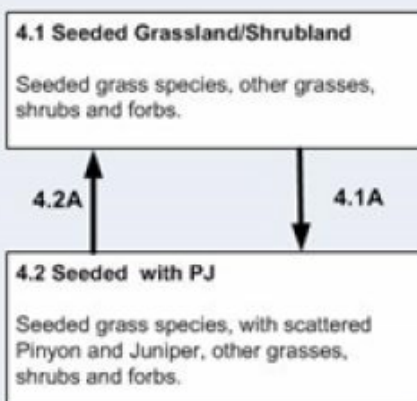 4.1 Seeded Grassland/Shrubland
Seeded grass species, other grasses,
shrubs and forbs.
4.2A
4.1A
4.2 Seeded with PJ
Seeded grass species, with scattered
Pinyon and Juniper, other grasses,
shrubs and forbs.